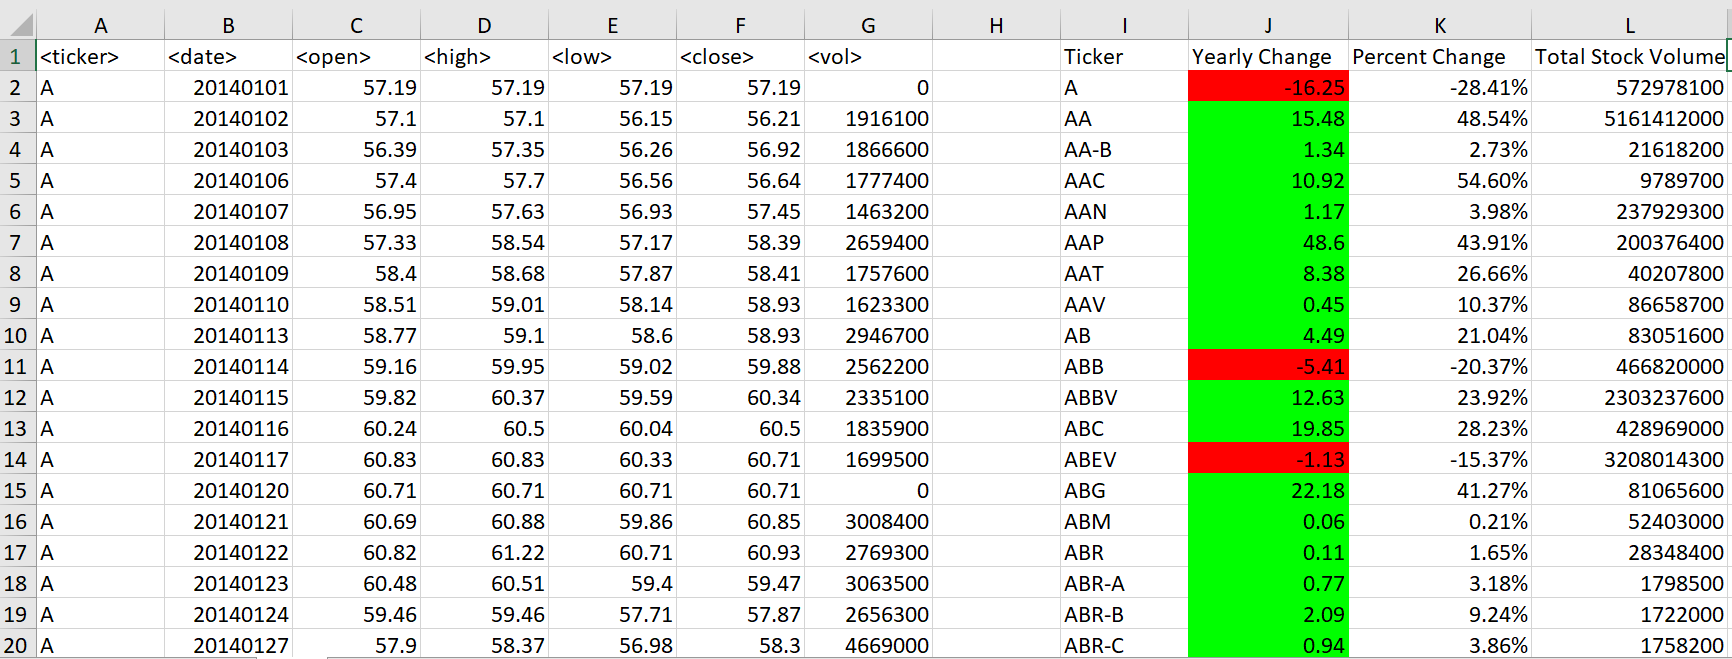 A B C D E F G H I J K L
1 <ticker> <date> <open> <high> <low> <close> <vol> Ticker Yearly Change Percent Change Total Stock Volume
2 A 20140101 57.19 57.19 57.19 57.19 0 A -16.25 -28.41% 572978100
3 A 20140102 57.1 57.1 56.15 56.21 1916100 AA 15.48 48.54% 5161412000
4 A 20140103 56.39 57.35 56.26 56.92 1866600 AA-B 1.34 2.73% 21618200
5 A 20140106 57.4 57.7 56.56 56.64 1777400 AAC 10.92 54.60% 9789700
6 A 20140107 56.95 57.63 56.93 57.45 1463200 AAN 1.17 3.98% 237929300
7 A 20140108 57.33 58.54 57.17 58.39 2659400 AAP 48.6 43.91% 200376400
8 A 20140109 58.4 58.68 57.87 58.41 1757600 AAT 8.38 26.66% 40207800
9 A 20140110 58.51 59.01 58.14 58.93 1623300 AAV 0.45 10.37% 86658700
10 A 20140113 58.77 59.1 58.6 58.93 2946700 AB 4.49 21.04% 83051600
11 A 20140114 59.16 59.95 59.02 59.88 2562200 ABB -5.41 -20.37% 466820000
12 A 20140115 59.82 60.37 59.59 60.34 2335100 ABBV 12.63 23.92% 2303237600
13 A 20140116 60.24 60.5 60.04 60.5 1835900 ABC 19.85 28.23% 428969000
14 A 20140117 60.83 60.83 60.33 60.71 1699500 ABEV -1.13 -15.37% 3208014300
15 A 20140120 60.71 60.71 60.71 60.71 0 ABG 22.18 41.27% 81065600
16 A 20140121 60.69 60.88 59.86 60.85 3008400 ABM 0.06 0.21% 52403000
17 A 20140122 60.82 61.22 60.71 60.93 2769300 ABR 0.11 1.65% 28348400
18 A 20140123 60.48 60.51 59.4 59.47 3063500 ABR-A 0.77 3.18% 1798500
19 A 20140124 59.46 59.46 57.71 57.87 2656300 ABR-B 2.09 9.24% 1722000
20 A 20140127 57.9 58.37 56.98 58.3 4669000 ABR-C 0.94 3.86% 1758200